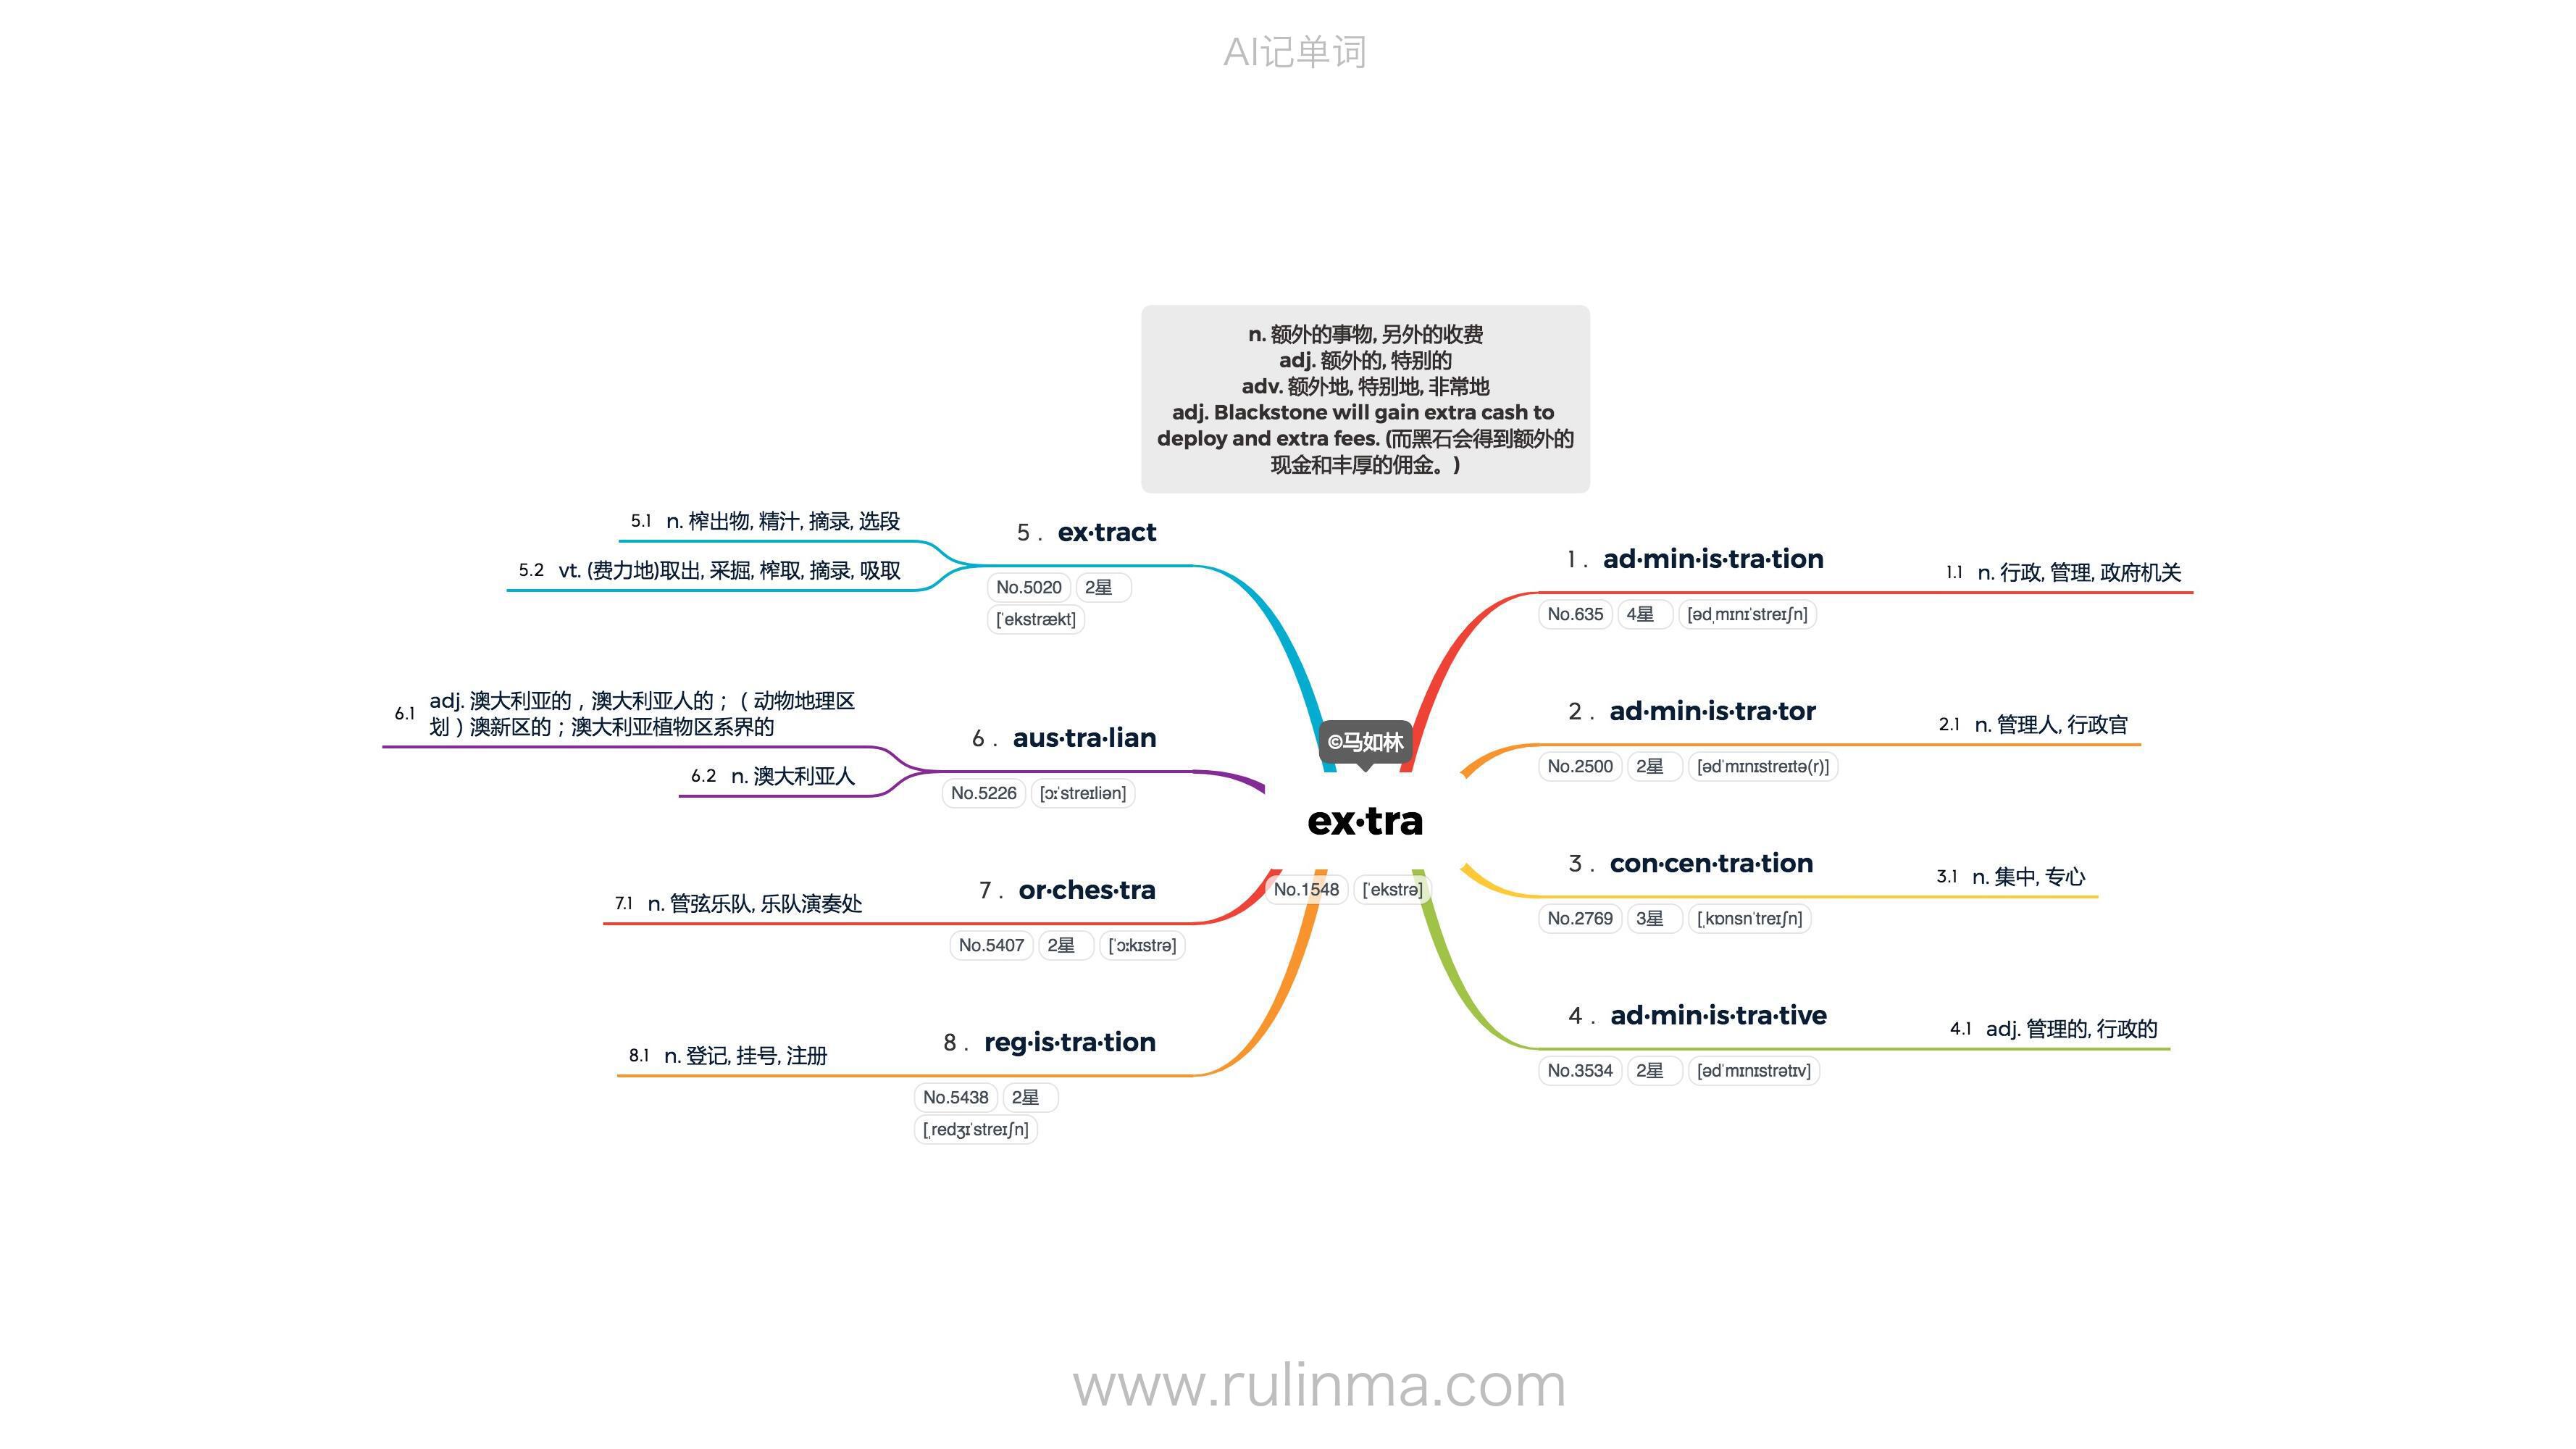 AI记单词
n. 额外的事物, 另外的收费
adj. 额外的, 特别的
adv. 额外地, 特别地, 非常地
adj. Blackstone will gain extra cash to
deploy and extra fees. (而黑石会得到额外的
现金和丰厚的佣金。)
©马如林
ex·tra
No.1548 [ˈekstrə]
1 . ad·min·is·tra·tion
No.635 4星 [ədˌmɪnɪˈstreɪʃn]
1.1 n. 行政, 管理, 政府机关
2 . ad·min·is·tra·tor
No.2500 2星 [ədˈmɪnɪstreɪtə(r)]
2.1 n. 管理人, 行政官
3 . con·cen·tra·tion
No.2769 3星 [ˌkɒnsnˈtreɪʃn]
3.1 n. 集中, 专心
4 . ad·min·is·tra·tive
No.3534 2星 [ədˈmɪnɪstrətɪv]
4.1 adj. 管理的, 行政的
5 . ex·tract
No.5020 2星
[ˈekstrækt]
5.1 n. 榨出物, 精汁, 摘录, 选段
5.2 vt. (费力地)取出, 采掘, 榨取, 摘录, 吸取
6 . aus·tra·lian
No.5226 [ɔːˈstreɪliən]
6.1 adj. 澳大利亚的，澳大利亚人的；（动物地理区
划）澳新区的；澳大利亚植物区系界的
6.2 n. 澳大利亚人
7 . or·ches·tra
No.5407 2星 [ˈɔːkɪstrə]
7.1 n. 管弦乐队, 乐队演奏处
8 . reg·is·tra·tion
No.5438 2星
[ˌredʒɪˈstreɪʃn]
8.1 n. 登记, 挂号, 注册
www.rulinma.com